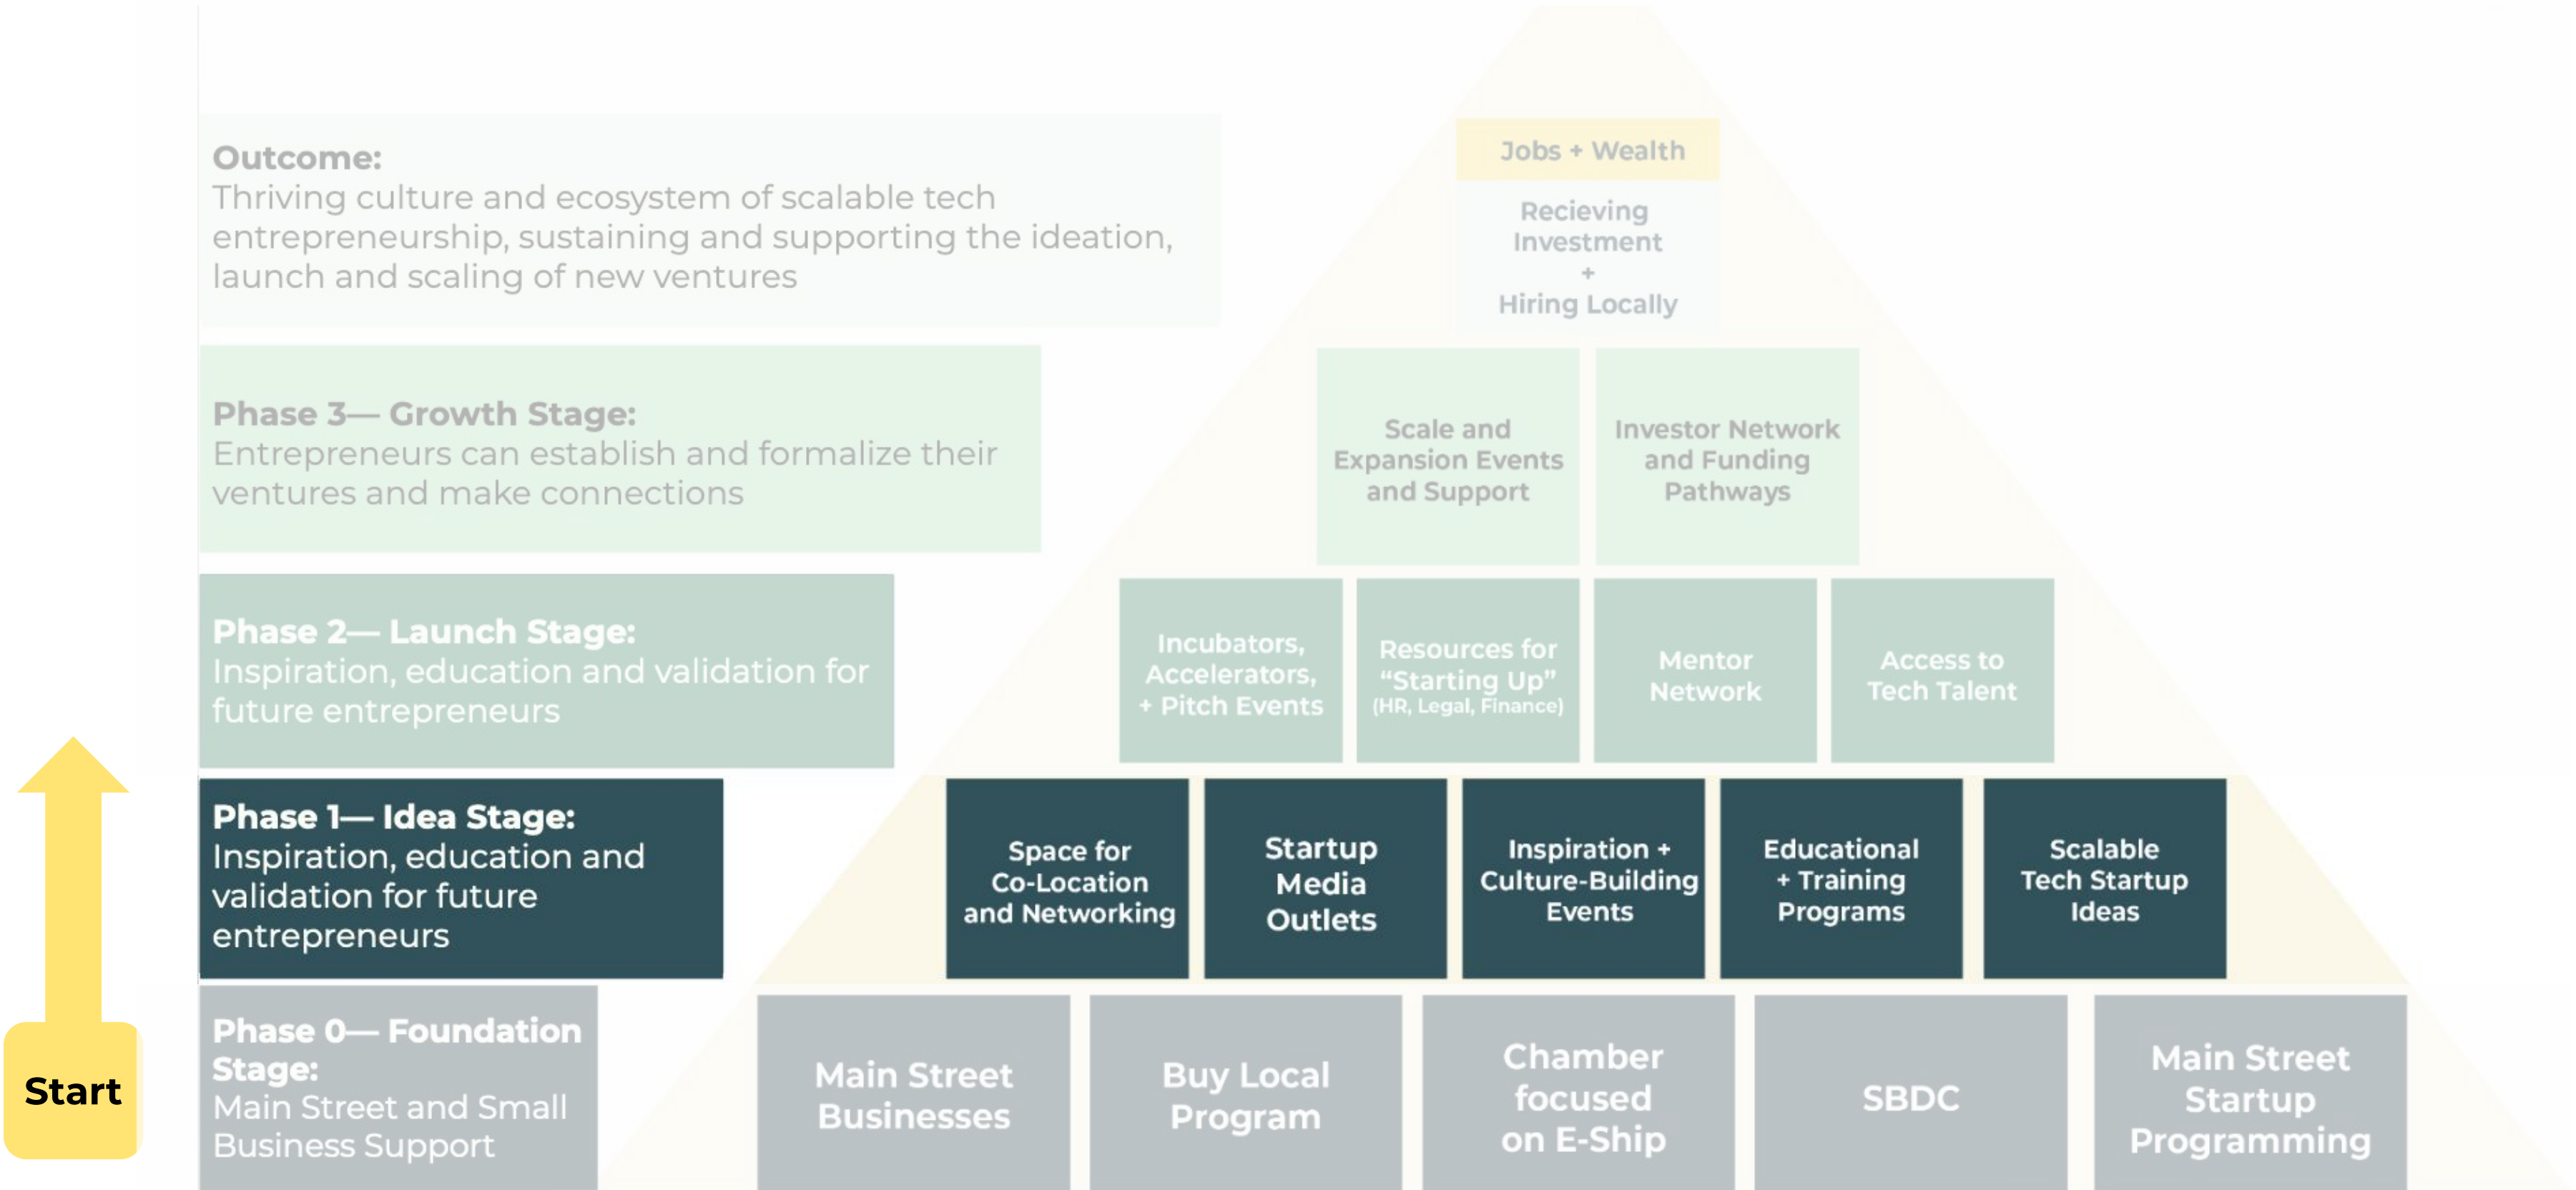 Outcome:
Thriving culture and ecosystem of scalable tech
entrepreneurship, sustaining and supporting the ideation,
launch and scaling of new ventures
Jobs + Wealth
Recieving
Investment
+
Hiring Locally
Phase 3— Growth Stage:
Entrepreneurs can establish and formalize their
ventures and make connections
Scale and
Expansion Events
and Support
Investor Network
and Funding
Pathways
Phase 2— Launch Stage:
Inspiration, education and validation for
future entrepreneurs
Incubators,
Accelerators,
+ Pitch Events
Resources for
“Starting Up”
(HR, Legal, Finance)
Mentor
Network
Access to
Tech Talent
Phase 1— Idea Stage:
Inspiration, education and
validation for future
entrepreneurs
Space for
Co-Location
and Networking
Startup
Media
Outlets
Inspiration +
Culture-Building
Events
Educational
+ Training
Programs
Scalable
Tech Startup
Ideas
Start
Phase 0— Foundation
Stage:
Main Street and Small
Business Support
Main Street
Businesses
Buy Local
Program
Chamber
focused
on E-Ship
SBDC
Main Street
Startup
Programming